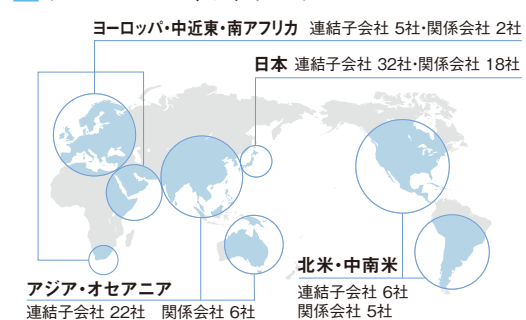 ヨーロッパ・中近東・南アフリカ 連結子会社 5社・関係会社 2社
日本 連結子会社 32社・関係会社 18社
アジア・オセアニア
連結子会社 22社 関係会社 6社
北米・中南米
連結子会社 6社
関係会社 5社